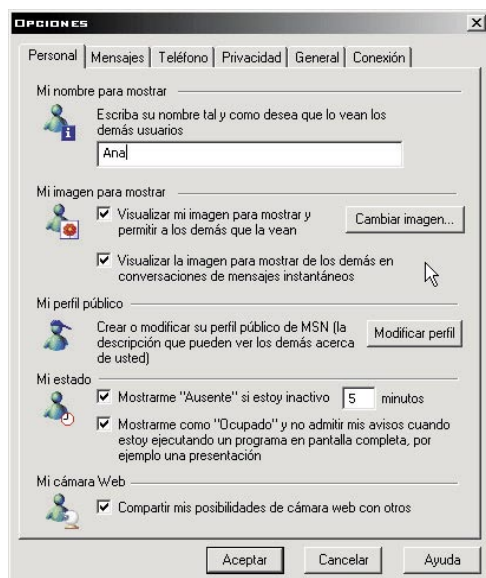 OPCIONES
Personal Mensajes Teléfono Privacidad General Conexión
Mi nombre para mostrar
Escriba su nombre tal y como desea que lo vean los
demás usuarios
Ana
Mi imagen para mostrar
Visualizar mi imagen para mostrar y
permitir a los demás que la vean
Cambiar imagen...
Visualizar la imagen para mostrar de los demás en
conversaciones de mensajes instantáneos
Mi perfil público
Crear o modificar su perfil público de MSN (la
descripción que pueden ver los demás acerca
de usted)
Modificar perfil
Mi estado
Mostrarme "Ausente" si estoy inactivo 5 minutos
Mostrarme como "Ocupado" y no admitir mis avisos cuando
estoy ejecutando un programa en pantalla completa, por
ejemplo una presentación
Mi cámara Web
Compartir mis posibilidades de cámara web con otros
Aceptar Cancelar Ayuda